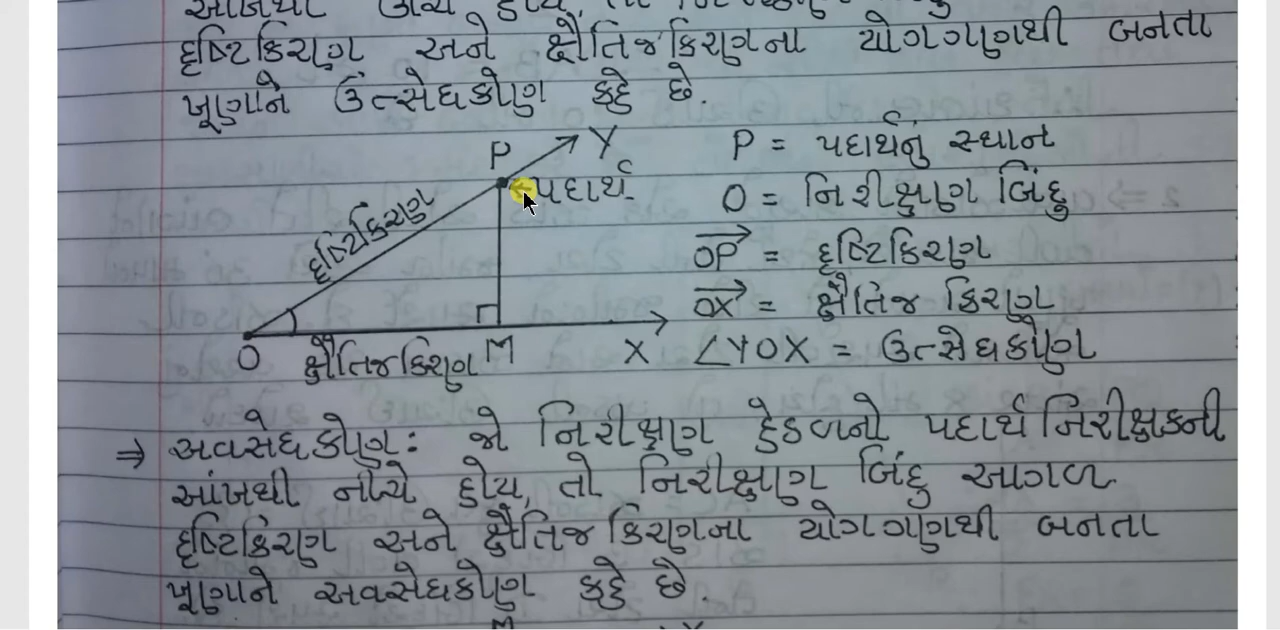 દૃષ્ટિકિરણ અને ક્ષૈતિજકિરણના યોગગણથી બનતા
ખૂણાને ઉત્સેધકોણ કહે છે.
P Y
પદાર્થ
દૃષ્ટિકિરણ
O ક્ષૈતિજકિરણ M X
P = પદાર્થનું સ્થાન
O = નિરીક્ષણ બિંદુ
OP = દૃષ્ટિકિરણ
OX = ક્ષૈતિજ કિરણ
∠YOX = ઉત્સેધકોણ
⇒ અવસેધકોણ: જો નિરીક્ષણ હેઠળનો પદાર્થ નિરીક્ષકની
આંખથી નીચે હોય, તો નિરીક્ષણ બિંદુ આગળ
દૃષ્ટિકિરણ અને ક્ષૈતિજ કિરણના યોગગણથી બનતા
ખૂણાને અવસેધકોણ કહે છે.